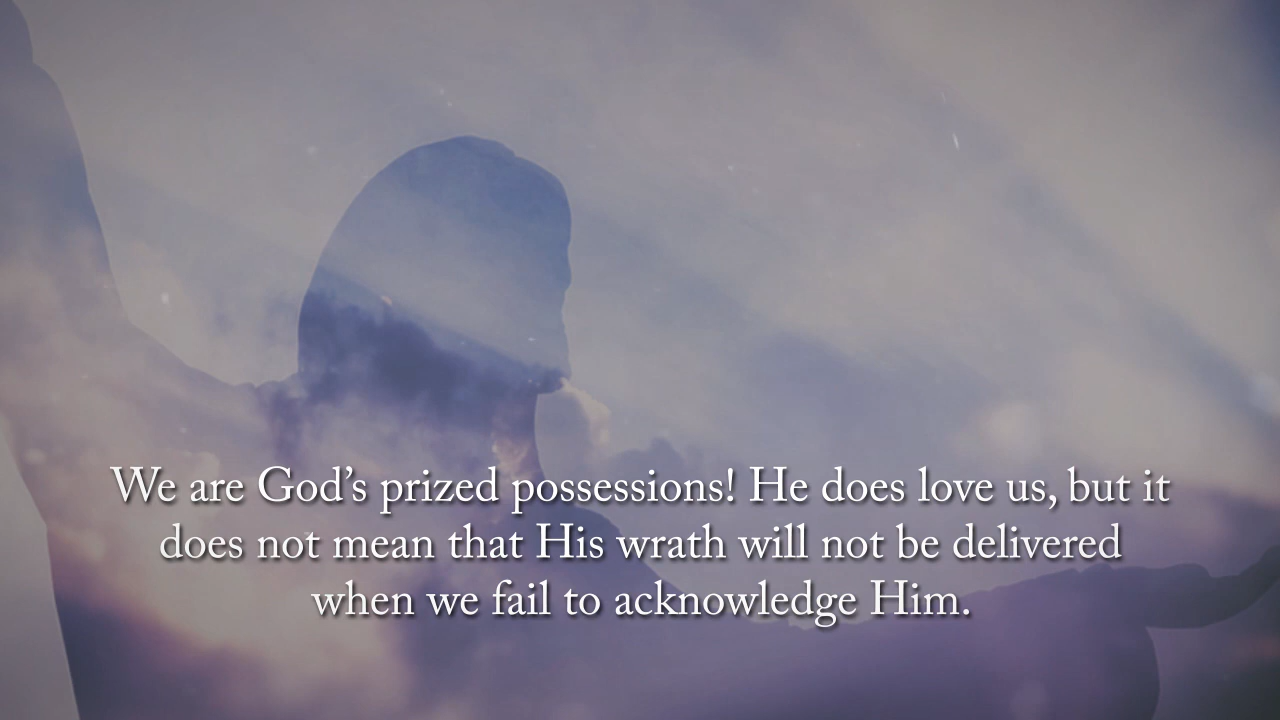 We are God’s prized possessions! He does love us, but it
does not mean that His wrath will not be delivered
when we fail to acknowledge Him.